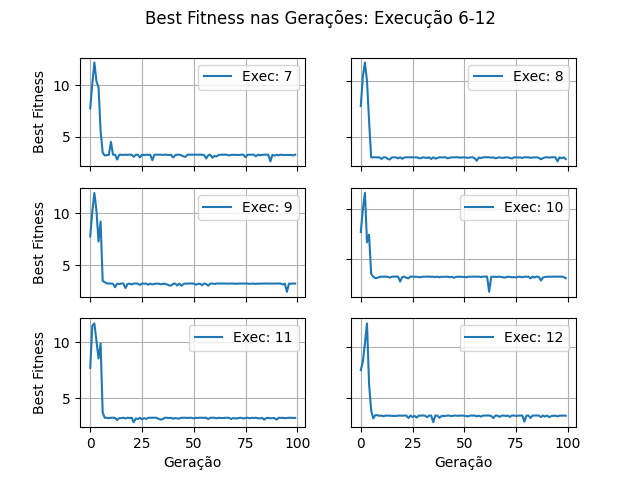 Best Fitness nas Gerações: Execução 6-12
Best Fitness
10
5
Exec: 7
Exec: 8
Best Fitness
10
5
Exec: 9
Exec: 10
Best Fitness
10
5
Exec: 11
Exec: 12
0 25 50 75 100
0 25 50 75 100
Geração
Geração